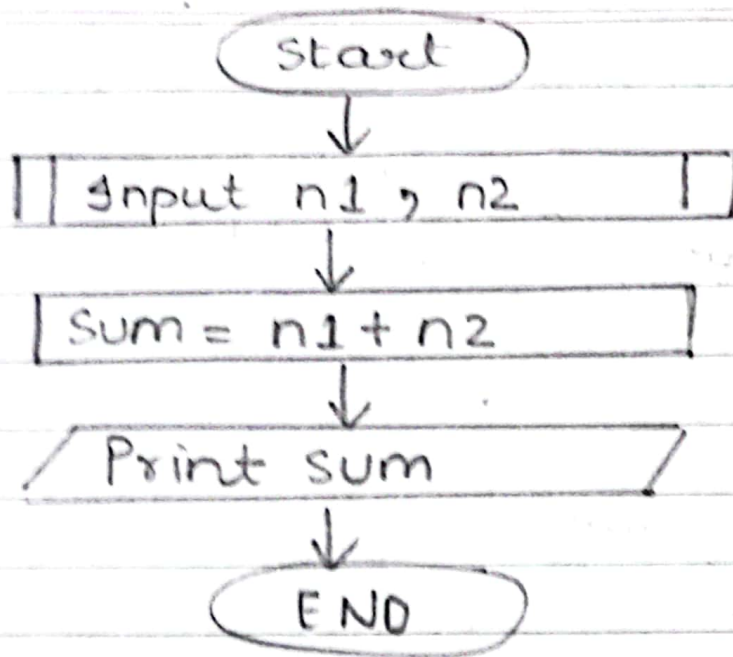 Start
Input n1, n2
Sum = n1 + n2
Print sum
END